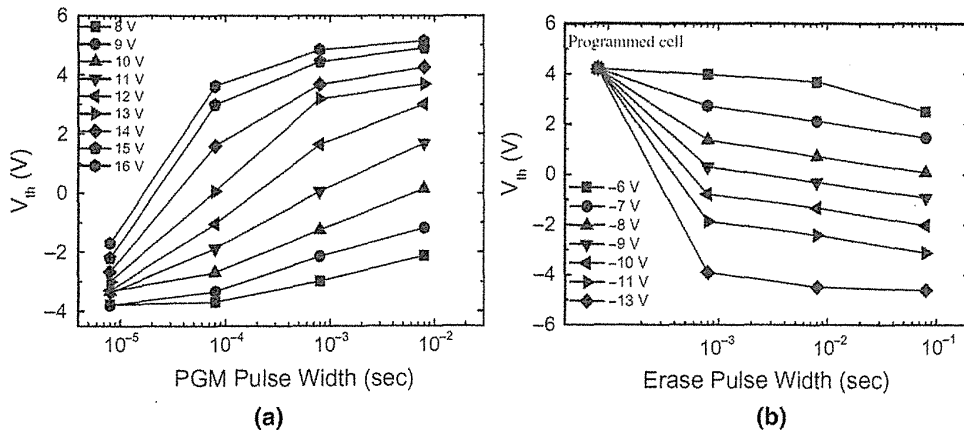 6
4
2
0
−2
−4
V_th (V)
8 V
9 V
10 V
11 V
12 V
13 V
14 V
15 V
16 V
10⁻⁵
10⁻⁴
10⁻³
10⁻²
PGM Pulse Width (sec)
(a)
6
4
2
0
−2
−4
−6
V_th (V)
Programmed cell
−6 V
−7 V
−8 V
−9 V
−10 V
−11 V
−13 V
10⁻³
10⁻²
10⁻¹
Erase Pulse Width (sec)
(b)